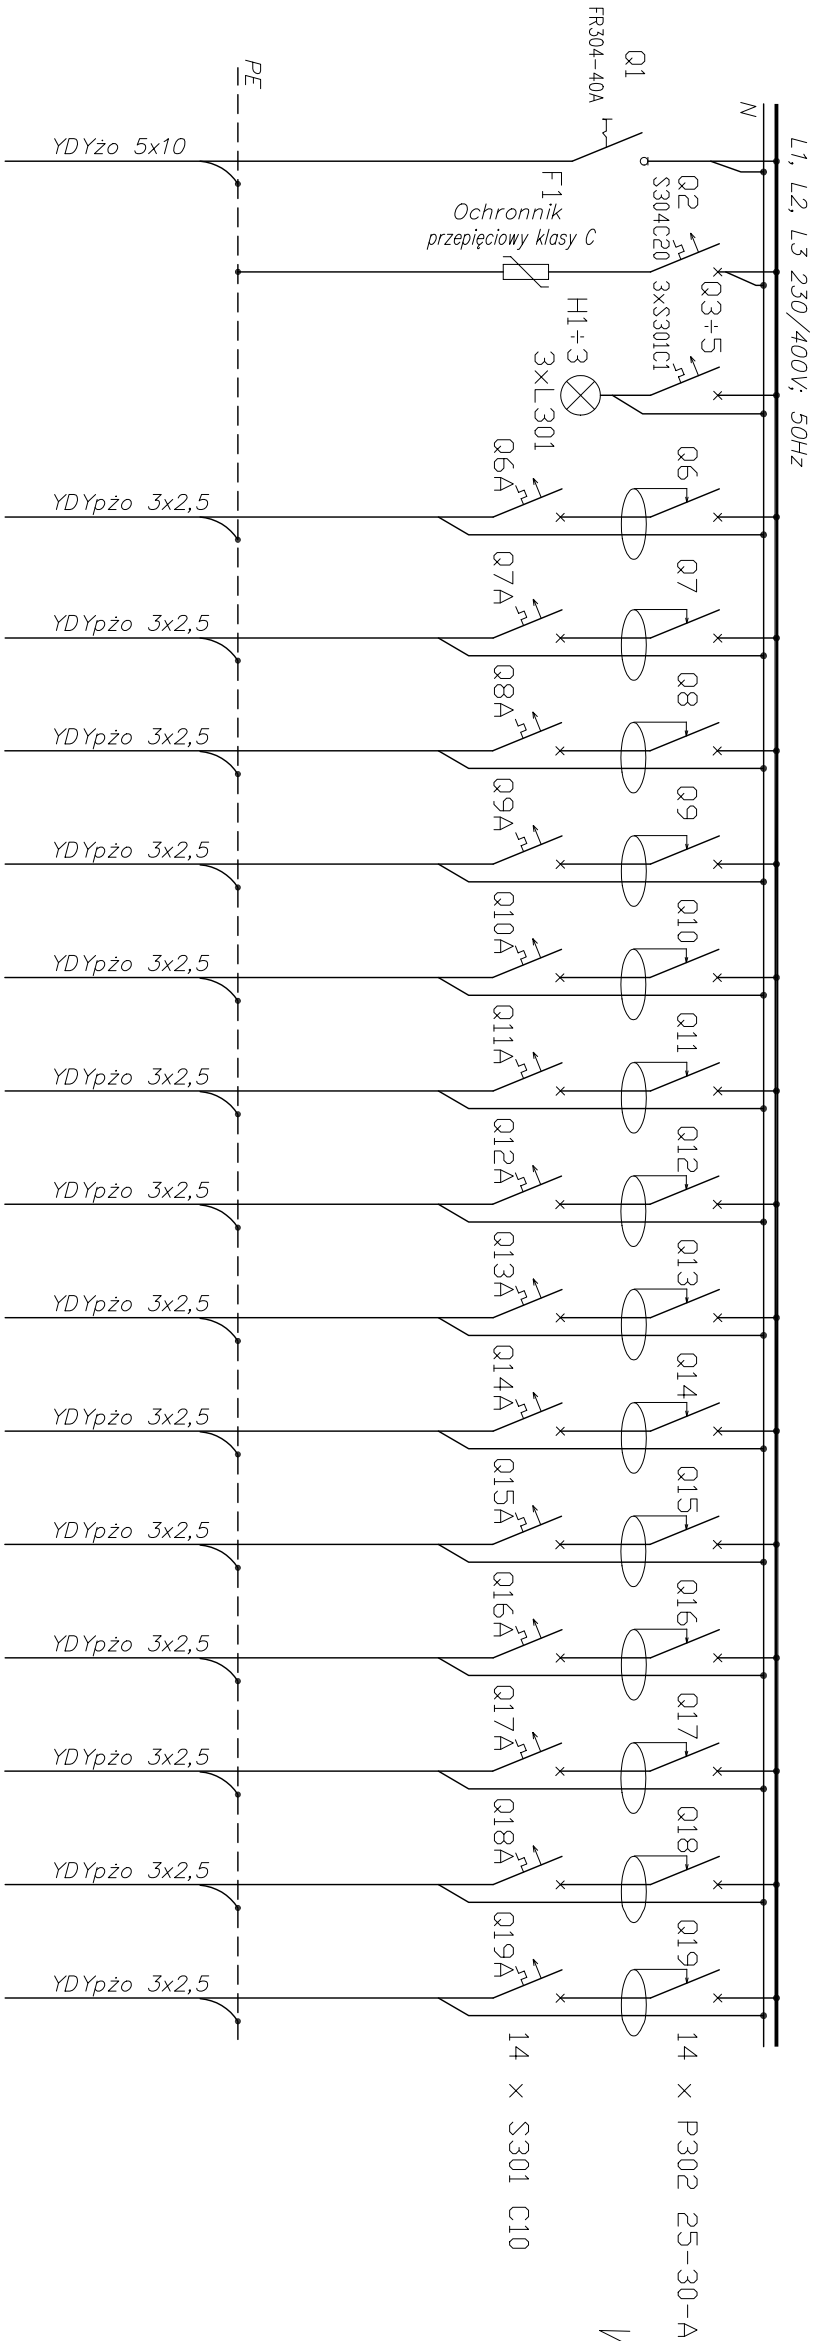 L1, L2, L3 230/400V; 50Hz
N
PE
Q1
FR304-40A
YDYżo 5x10
Q2
S304C20
F1
Ochronnik
przepięciowy klasy C
Q3÷5
3xS301C1
H1÷3
3xL301
Q6
Q6A
YDYpżo 3x2,5
Q7
Q7A
YDYpżo 3x2,5
Q8
Q8A
YDYpżo 3x2,5
Q9
Q9A
YDYpżo 3x2,5
Q10
Q10A
YDYpżo 3x2,5
Q11
Q11A
YDYpżo 3x2,5
Q12
Q12A
YDYpżo 3x2,5
Q13
Q13A
YDYpżo 3x2,5
Q14
Q14A
YDYpżo 3x2,5
Q15
Q15A
YDYpżo 3x2,5
Q16
Q16A
YDYpżo 3x2,5
Q17
Q17A
YDYpżo 3x2,5
Q18
Q18A
YDYpżo 3x2,5
Q19
Q19A
YDYpżo 3x2,5
14 x P302 25-30-A
14 x S301 C10